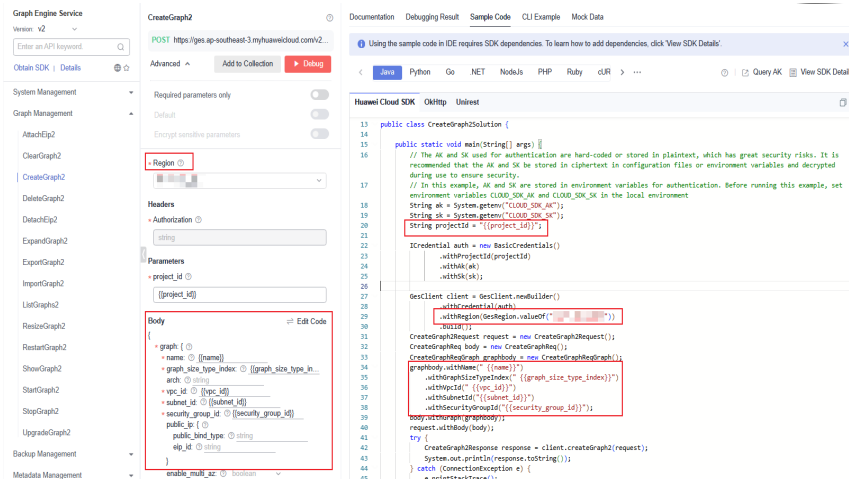 Graph Engine Service
Version: v2
Enter an API keyword.
Obtain SDK | Details
System Management
Graph Management
AttachEip2
ClearGraph2
CreateGraph2
DeleteGraph2
DetachEip2
ExpandGraph2
ExportGraph2
ImportGraph2
ListGraphs2
ResizeGraph2
RestartGraph2
ShowGraph2
StartGraph2
StopGraph2
UpgradeGraph2
Backup Management
Metadata Management
CreateGraph2
POST https://ges.ap-southeast-3.myhuaweicloud.com/v2...
Advanced
Add to Collection
Debug
Required parameters only
Default
Encrypt sensitive parameters
* Region
Headers
* Authorization
string
Parameters
* project_id
{{project_id}}
Body
Edit Code
{
* graph: {
* name: {{name}}
* graph_size_type_index: {{graph_size_type_in...
arch: string
* vpc_id: {{vpc_id}}
* subnet_id: {{subnet_id}}
* security_group_id: {{security_group_id}}
public_ip: {
public_bind_type: string
eip_id: string
}
enable_multi_az: boolean
Documentation Debugging Result Sample Code CLI Example Mock Data
Using the sample code in IDE requires SDK dependencies. To learn how to add dependencies, click 'View SDK Details'.
Java Python Go .NET NodeJs PHP Ruby cUR
Query AK View SDK Detail
Huawei Cloud SDK OkHttp Unirest
13 public class CreateGraph2Solution {
14
15 public static void main(String[] args) {
16 // The AK and SK used for authentication are hard-coded or stored in plaintext, which has great security risks. It is
recommended that the AK and SK be stored in ciphertext in configuration files or environment variables and decrypted
during use to ensure security.
17 // In this example, AK and SK are stored in environment variables for authentication. Before running this example, set
environment variables CLOUD_SDK_AK and CLOUD_SDK_SK in the local environment
18 String ak = System.getenv("CLOUD_SDK_AK");
19 String sk = System.getenv("CLOUD_SDK_SK");
20 String projectId = "{{project_id}}";
21
22 ICredential auth = new BasicCredentials()
23 .withProjectId(projectId)
24 .withAk(ak)
25 .withSk(sk);
26
27 GesClient client = GesClient.newBuilder()
28 .withCredential(auth)
29 .withRegion(GesRegion.valueOf("
"))
30 .build();
31 CreateGraph2Request request = new CreateGraph2Request();
32 CreateGraphReq body = new CreateGraphReq();
33 CreateGraphReqGraph graphbody = new CreateGraphReqGraph();
34 graphbody.withName(" {{name}}")
35 .withGraphSizeTypeIndex(" {{graph_size_type_index}}")
36 .withVpcId(" {{vpc_id}}")
37 .withSubnetId("{{subnet_id}}")
38 .withSecurityGroupId("{{security_group_id}}");
39 body.withGraph(graphbody);
40 request.withBody(body);
41 try {
42 CreateGraph2Response response = client.createGraph2(request);
43 System.out.println(response.toString());
44 } catch (ConnectionException e) {
45 e.printStackTrace();